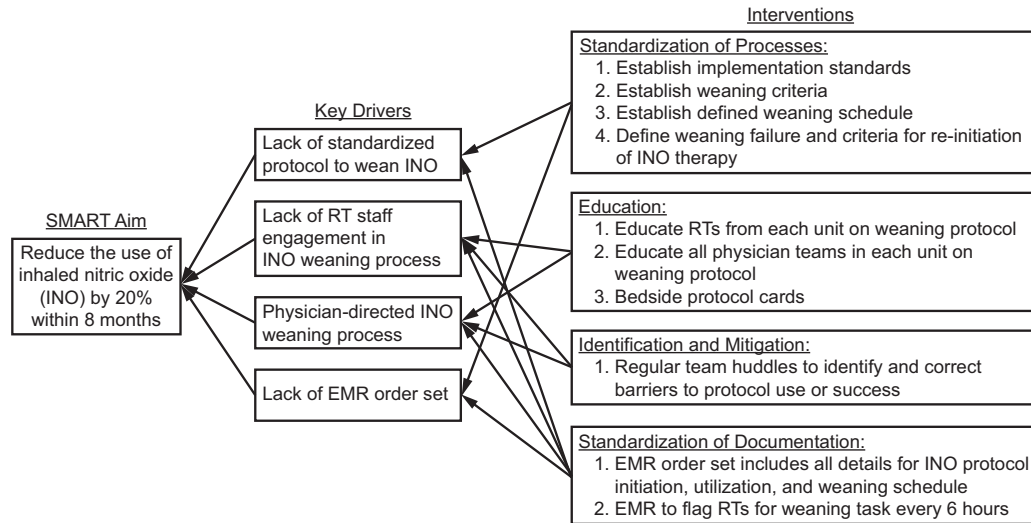 SMART Aim
Reduce the use of
inhaled nitric oxide
(INO) by 20%
within 8 months
Key Drivers
Lack of standardized
protocol to wean INO
Lack of RT staff
engagement in
INO weaning process
Physician-directed INO
weaning process
Lack of EMR order set
Interventions
Standardization of Processes:
1. Establish implementation standards
2. Establish weaning criteria
3. Establish defined weaning schedule
4. Define weaning failure and criteria for re-initiation
of INO therapy
Education:
1. Educate RTs from each unit on weaning protocol
2. Educate all physician teams in each unit on
weaning protocol
3. Bedside protocol cards
Identification and Mitigation:
1. Regular team huddles to identify and correct
barriers to protocol use or success
Standardization of Documentation:
1. EMR order set includes all details for INO protocol
initiation, utilization, and weaning schedule
2. EMR to flag RTs for weaning task every 6 hours